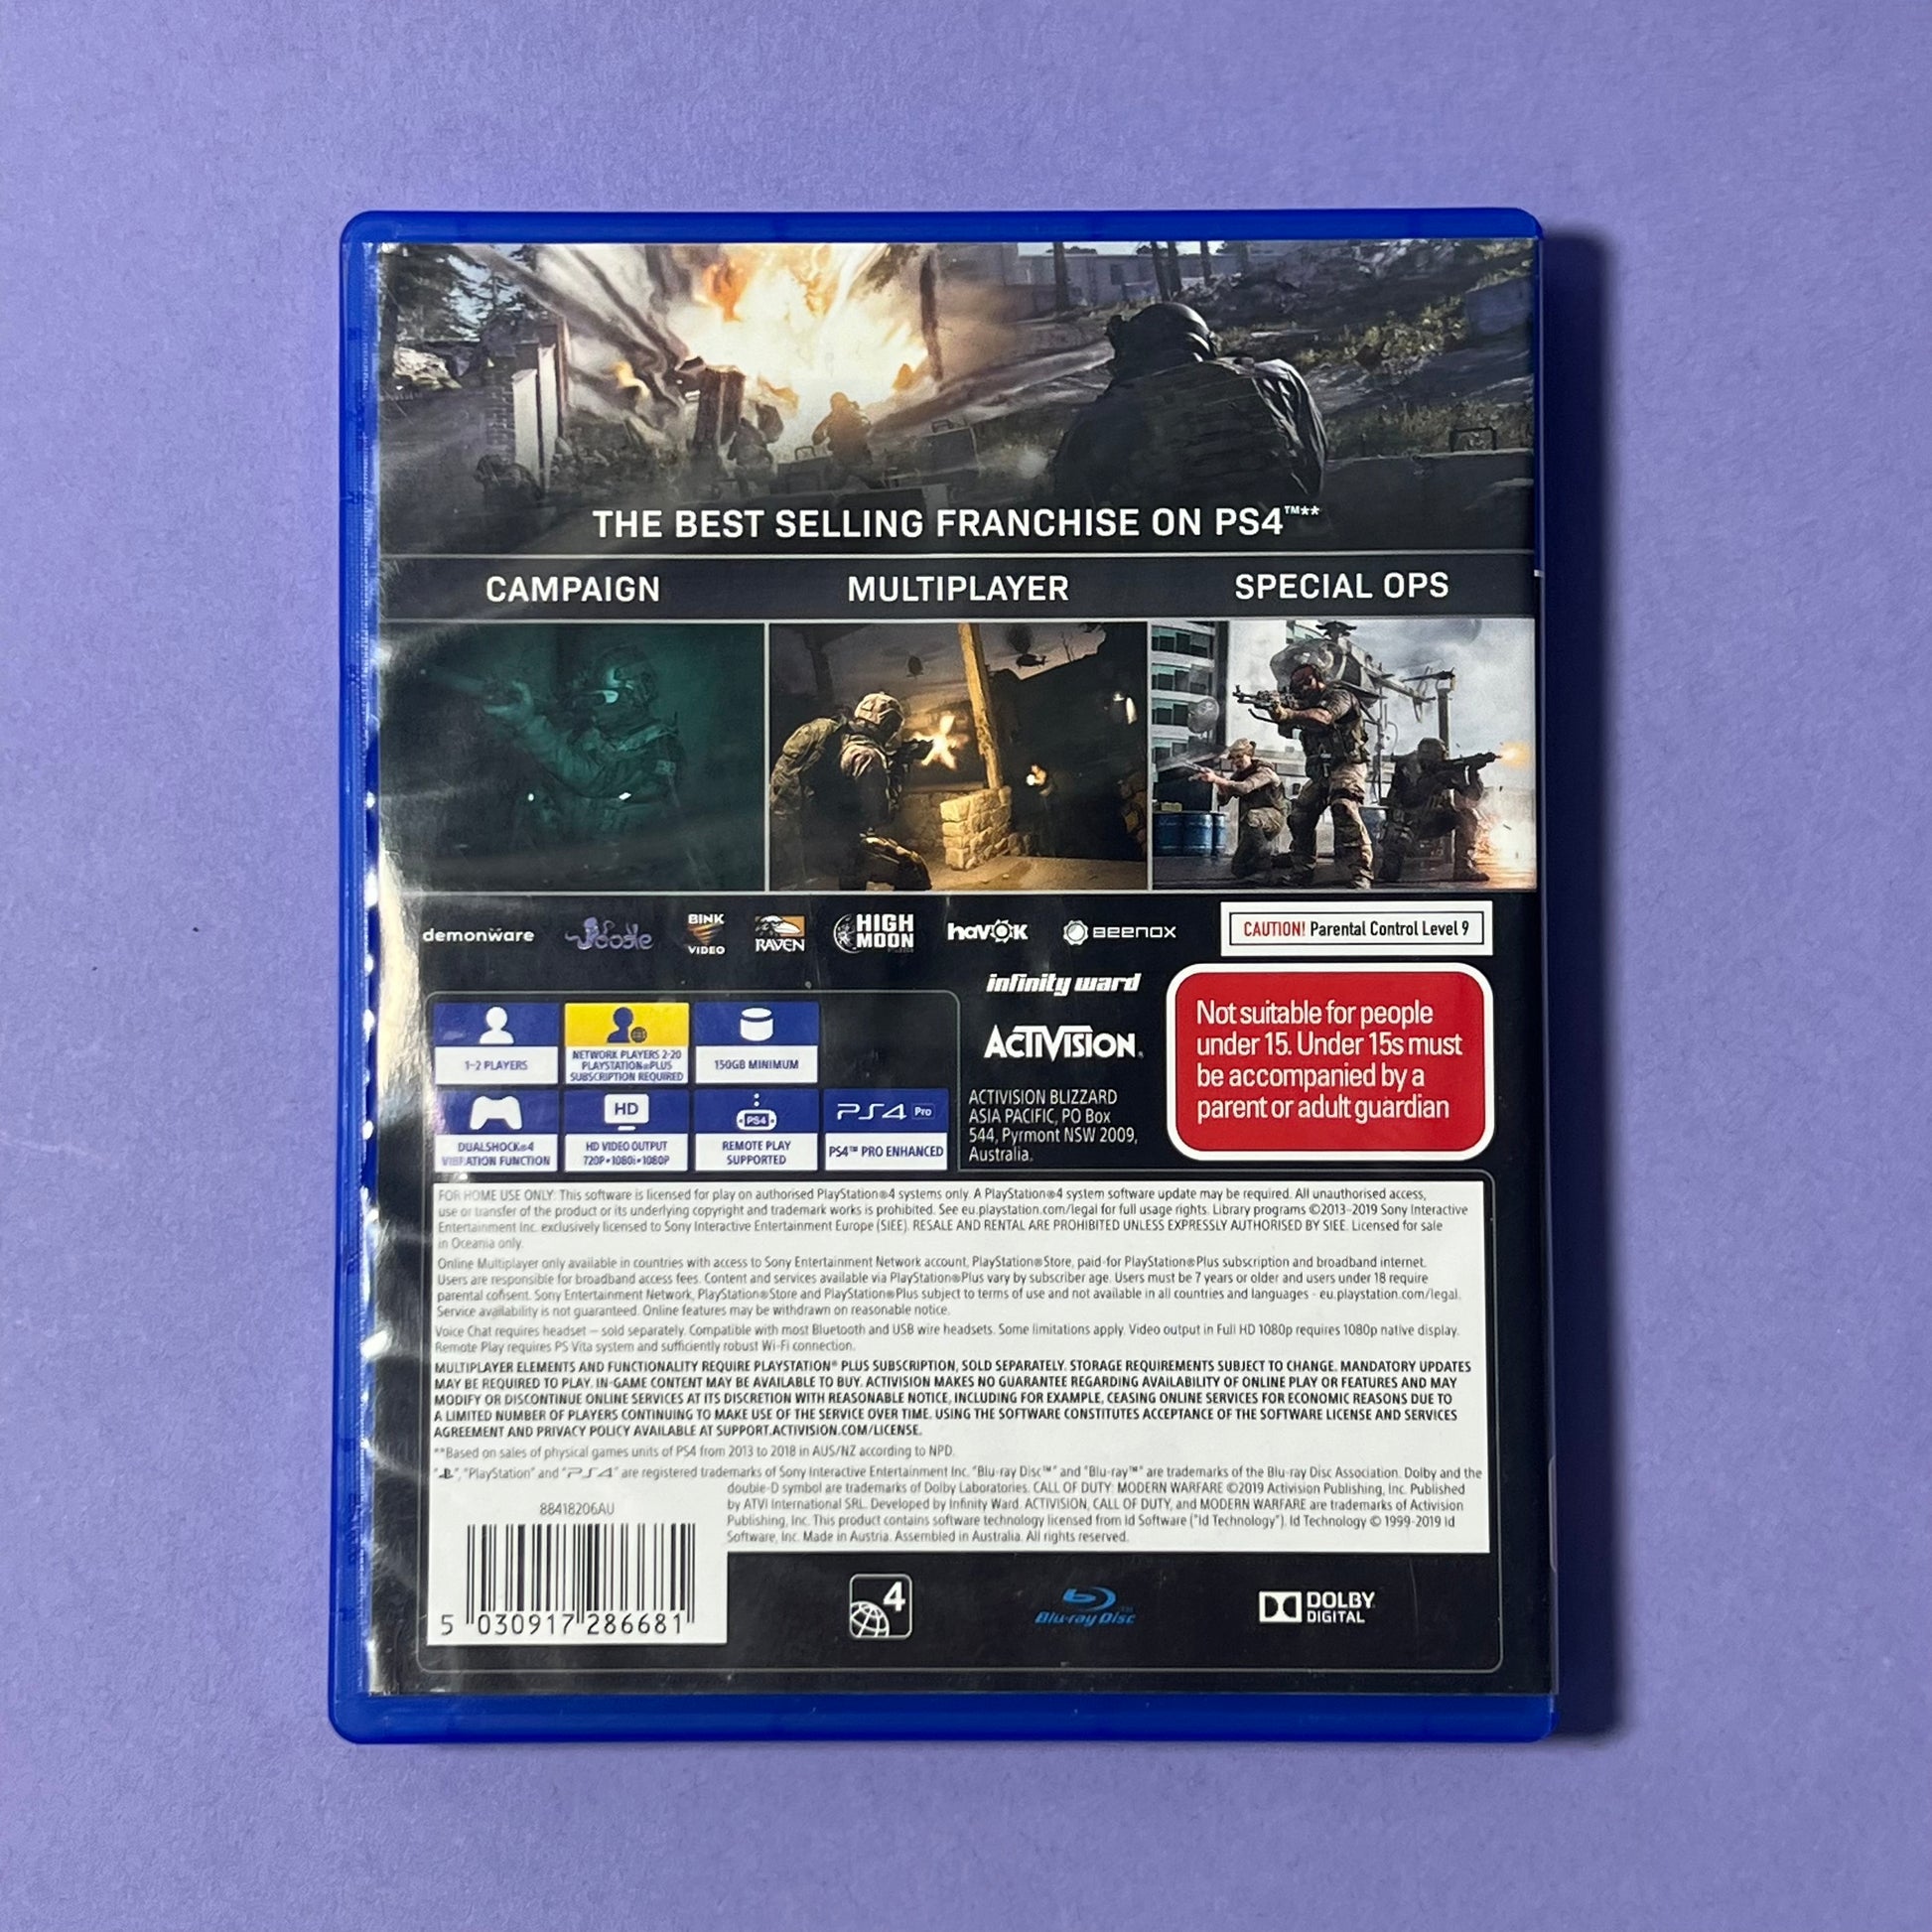 THE BEST SELLING FRANCHISE ON PS4™**
CAMPAIGN
MULTIPLAYER
SPECIAL OPS
demonware
oodle
BINK
VIDEO
RAVEN
HIGH
MOON
havok
BEENOX
CAUTION! Parental Control Level 9
infinity ward
ACTIVISION.
Not suitable for people
under 15. Under 15s must
be accompanied by a
parent or adult guardian
1-2 PLAYERS
NETWORK PLAYERS 2-20
PLAYSTATION®PLUS
SUBSCRIPTION REQUIRED
150GB MINIMUM
DUALSHOCK®4
VIBRATION FUNCTION
HD
HD VIDEO OUTPUT
720P•1080i•1080P
PS4
REMOTE PLAY
SUPPORTED
PS4 Pro
PS4™ PRO ENHANCED
ACTIVISION BLIZZARD
ASIA PACIFIC, PO Box
544, Pyrmont NSW 2009,
Australia.
FOR HOME USE ONLY: This software is licensed for play on authorised PlayStation®4 systems only. A PlayStation®4 system software update may be required. All unauthorised access,
use or transfer of the product or its underlying copyright and trademark works is prohibited. See eu.playstation.com/legal for full usage rights. Library programs ©2013-2019 Sony Interactive
Entertainment Inc. exclusively licensed to Sony Interactive Entertainment Europe (SIEE). RESALE AND RENTAL ARE PROHIBITED UNLESS EXPRESSLY AUTHORISED BY SIEE. Licensed for sale
in Oceania only.
Online Multiplayer only available in countries with access to Sony Entertainment Network account, PlayStation®Store, paid-for PlayStation®Plus subscription and broadband internet.
Users are responsible for broadband access fees. Content and services available via PlayStation®Plus vary by subscriber age. Users must be 7 years or older and users under 18 require
parental consent. Sony Entertainment Network, PlayStation®Store and PlayStation®Plus subject to terms of use and not available in all countries and languages - eu.playstation.com/legal.
Service availability is not guaranteed. Online features may be withdrawn on reasonable notice.
Voice Chat requires headset – sold separately. Compatible with most Bluetooth and USB wire headsets. Some limitations apply. Video output in Full HD 1080p requires 1080p native display.
Remote Play requires PS Vita system and sufficiently robust Wi-Fi connection.
MULTIPLAYER ELEMENTS AND FUNCTIONALITY REQUIRE PLAYSTATION® PLUS SUBSCRIPTION, SOLD SEPARATELY. STORAGE REQUIREMENTS SUBJECT TO CHANGE. MANDATORY UPDATES
MAY BE REQUIRED TO PLAY. IN-GAME CONTENT MAY BE AVAILABLE TO BUY. ACTIVISION MAKES NO GUARANTEE REGARDING AVAILABILITY OF ONLINE PLAY OR FEATURES AND MAY
MODIFY OR DISCONTINUE ONLINE SERVICES AT ITS DISCRETION WITH REASONABLE NOTICE, INCLUDING FOR EXAMPLE, CEASING ONLINE SERVICES FOR ECONOMIC REASONS DUE TO
A LIMITED NUMBER OF PLAYERS CONTINUING TO MAKE USE OF THE SERVICE OVER TIME. USING THE SOFTWARE CONSTITUTES ACCEPTANCE OF THE SOFTWARE LICENSE AND SERVICES
AGREEMENT AND PRIVACY POLICY AVAILABLE AT SUPPORT.ACTIVISION.COM/LICENSE.
**Based on sales of physical games units of PS4 from 2013 to 2018 in AUS/NZ according to NPD.
"", "PlayStation" and "PS4" are registered trademarks of Sony Interactive Entertainment Inc. "Blu-ray Disc™" and "Blu-ray™" are trademarks of the Blu-ray Disc Association. Dolby and the
double-D symbol are trademarks of Dolby Laboratories. CALL OF DUTY: MODERN WARFARE ©2019 Activision Publishing, Inc. Published
by ATVI International SRL. Developed by Infinity Ward. ACTIVISION, CALL OF DUTY, and MODERN WARFARE are trademarks of Activision
Publishing, Inc. This product contains software technology licensed from Id Software ("Id Technology"). Id Technology © 1999-2019 Id
Software, Inc. Made in Austria. Assembled in Australia. All rights reserved.
88418206AU
5 030917 286681
4
Blu-ray Disc™
DOLBY
DIGITAL